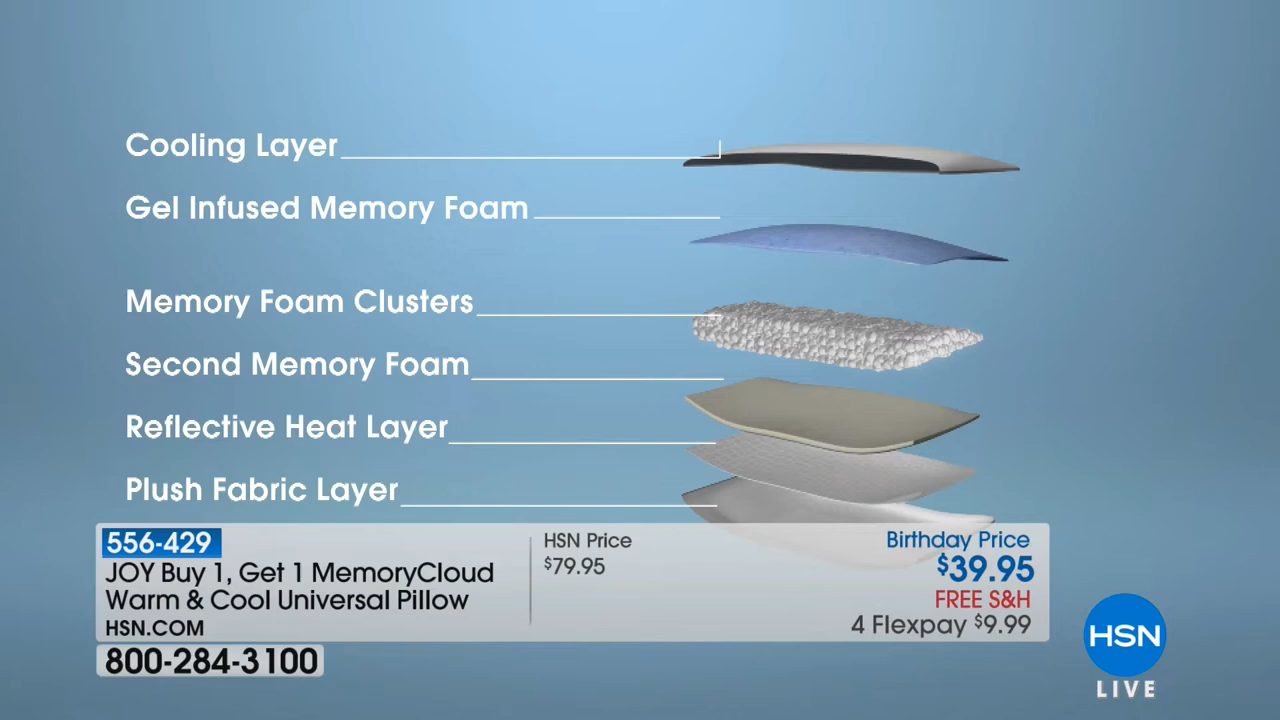 Cooling Layer
Gel Infused Memory Foam
Memory Foam Clusters
Second Memory Foam
Reflective Heat Layer
Plush Fabric Layer
556-429
JOY Buy 1, Get 1 MemoryCloud
Warm & Cool Universal Pillow
HSN.COM
800-284-3100
HSN Price
$79.95
Birthday Price
$39.95
FREE S&H
4 Flexpay $9.99
HSN
LIVE